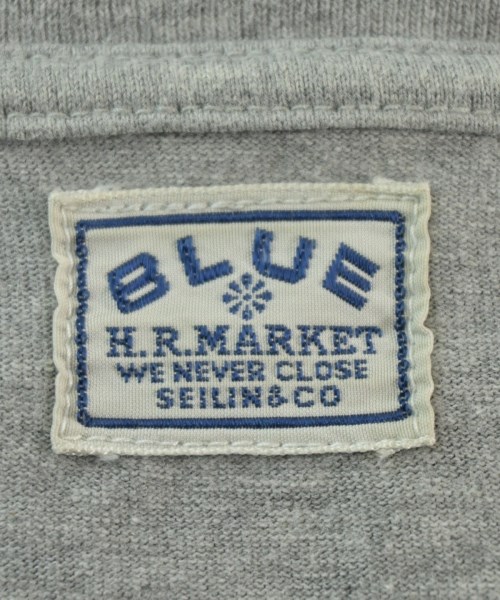 BLUE
H.R.MARKET
WE NEVER CLOSE
SEILIN&CO